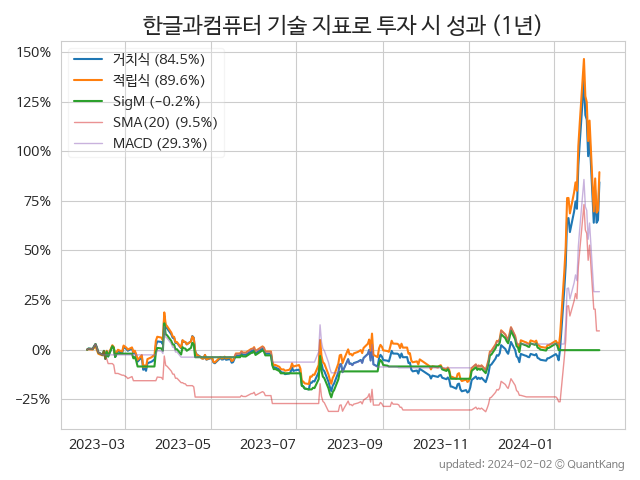 한글과컴퓨터 기술 지표로 투자 시 성과 (1년)
150%
125%
100%
75%
50%
25%
0%
−25%
거치식 (84.5%)
적립식 (89.6%)
SigM (−0.2%)
SMA(20) (9.5%)
MACD (29.3%)
2023-03 2023-05 2023-07 2023-09 2023-11 2024-01
updated: 2024-02-02 © QuantKang